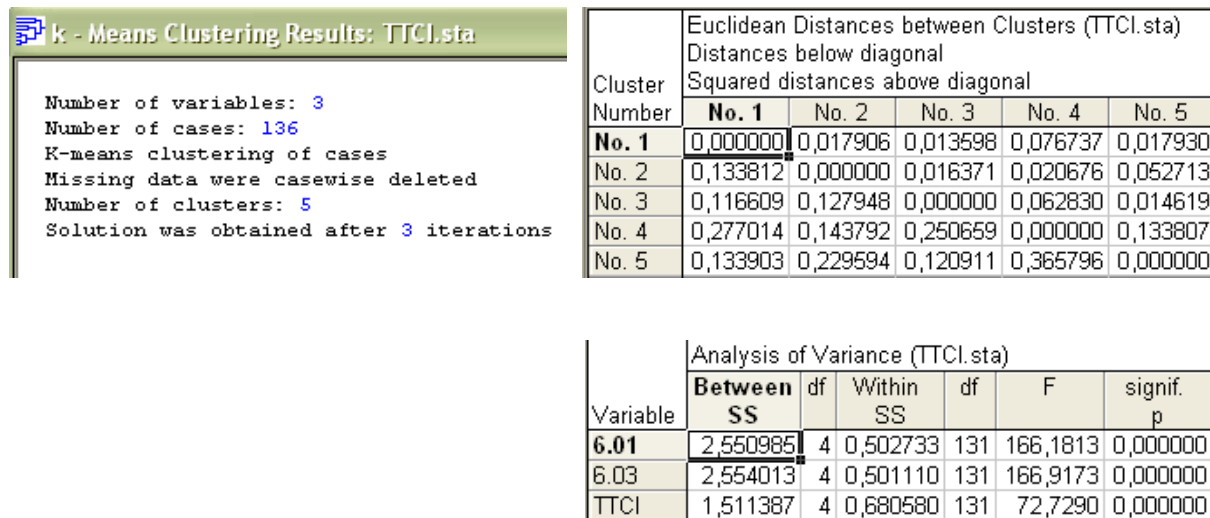 k - Means Clustering Results: TTCI.sta
Number of variables: 3
Number of cases: 136
K-means clustering of cases
Missing data were casewise deleted
Number of clusters: 5
Solution was obtained after 3 iterations
Euclidean Distances between Clusters (TTCI.sta)
Distances below diagonal
Cluster Squared distances above diagonal
Number No. 1 No. 2 No. 3 No. 4 No. 5
No. 1 0,000000 0,017906 0,013598 0,076737 0,017930
No. 2 0,133812 0,000000 0,016371 0,020676 0,052713
No. 3 0,116609 0,127948 0,000000 0,062830 0,014619
No. 4 0,277014 0,143792 0,250659 0,000000 0,133807
No. 5 0,133903 0,229594 0,120911 0,365796 0,000000
Analysis of Variance (TTCI.sta)
Between df Within df F signif.
Variable SS SS p
6.01 2,550985 4 0,502733 131 166,1813 0,000000
6.03 2,554013 4 0,501110 131 166,9173 0,000000
TTCI 1,511387 4 0,680580 131 72,7290 0,000000